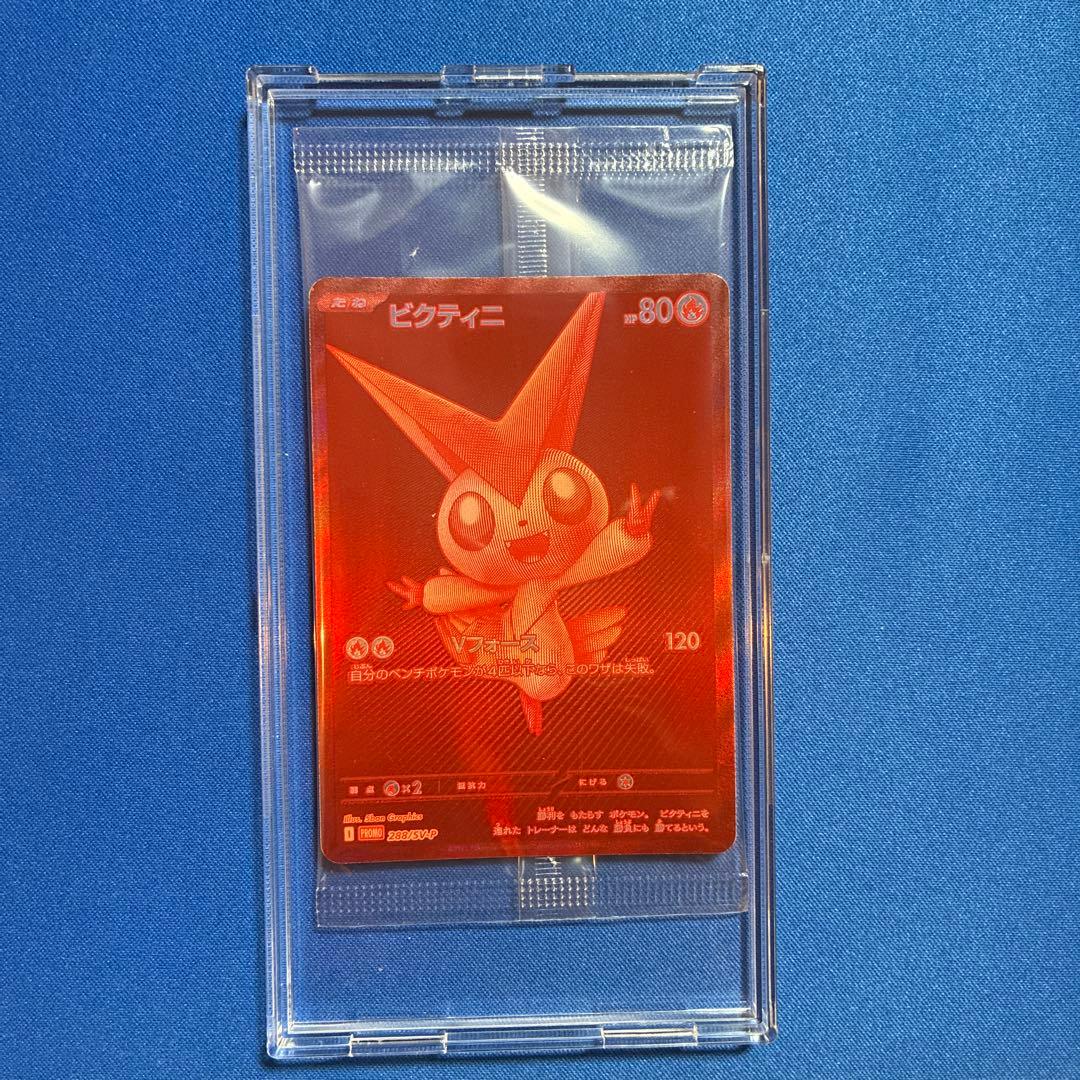 たね ビクティニ HP80
Vフォース 120
自分のベンチポケモンが4匹以下なら、このワザは失敗。
弱点 ×2 抵抗力 にげる
Illus. 5ban Graphics
勝利を もたらす ポケモン。 ビクティニを
I PROMO 288/SV-P
連れた トレーナーは どんな 勝負にも 勝てるという。